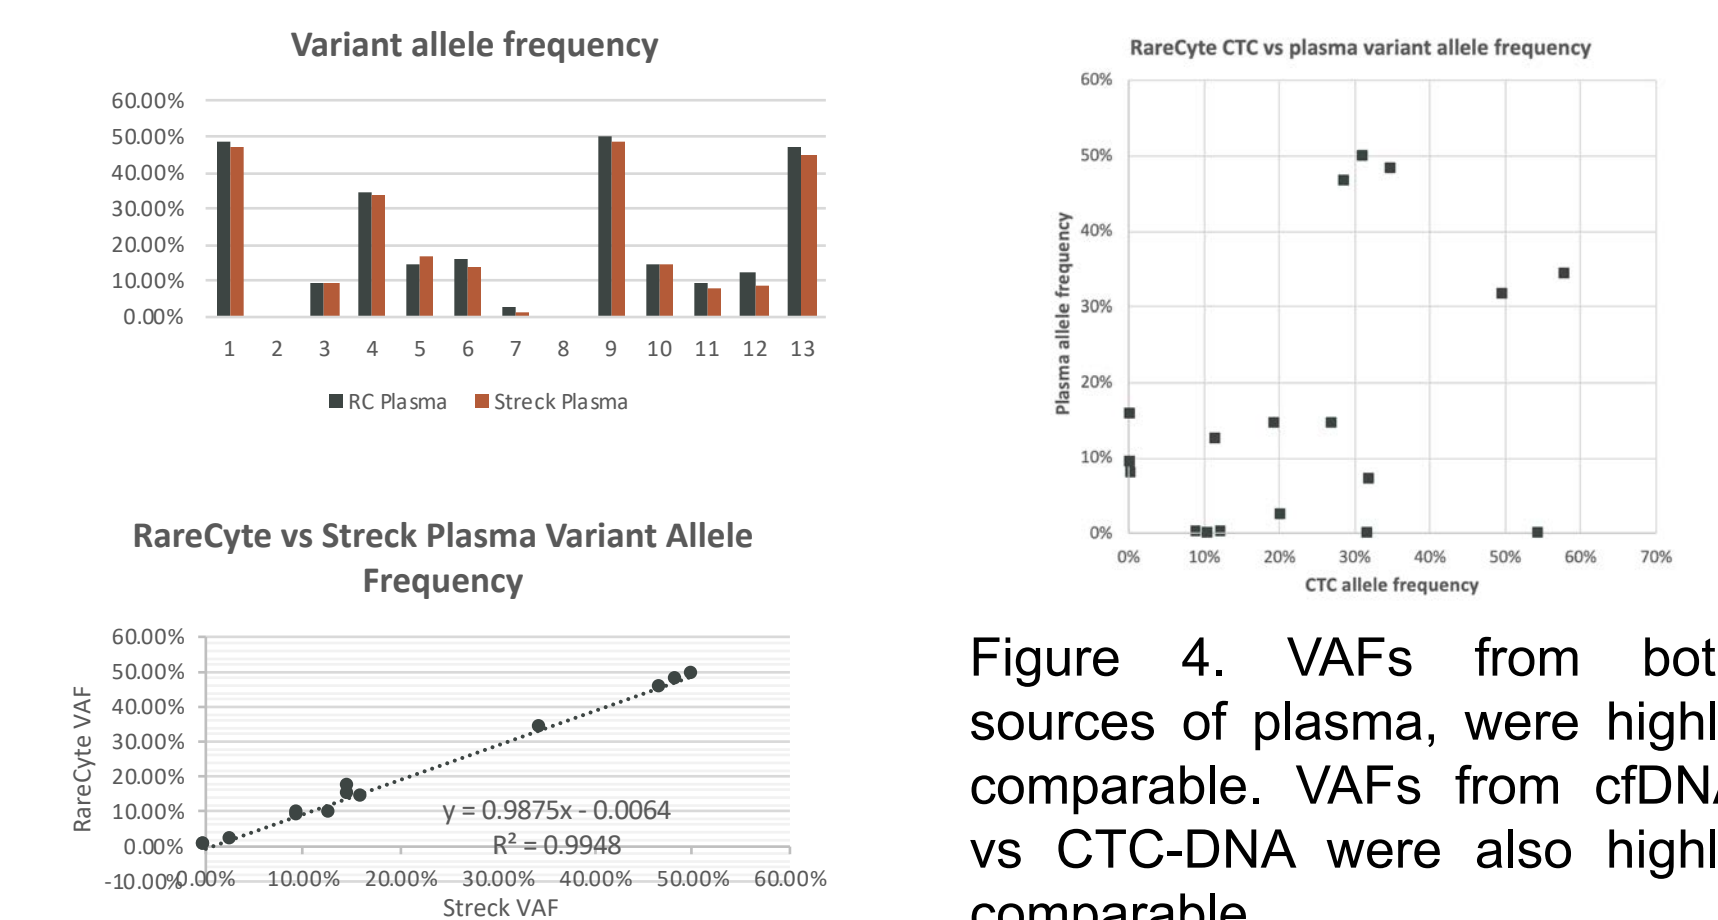 Variant allele frequency
60.00%
50.00%
40.00%
30.00%
20.00%
10.00%
0.00%
1 2 3 4 5 6 7 8 9 10 11 12 13
RC Plasma Streck Plasma
RareCyte vs Streck Plasma Variant Allele
Frequency
60.00%
50.00%
40.00%
30.00%
20.00%
10.00%
0.00%
-10.00%
RareCyte VAF
y = 0.9875x - 0.0064
R² = 0.9948
0.00% 10.00% 20.00% 30.00% 40.00% 50.00% 60.00%
Streck VAF
RareCyte CTC vs plasma variant allele frequency
60%
50%
40%
30%
20%
10%
0%
Plasma allele frequency
0% 10% 20% 30% 40% 50% 60% 70%
CTC allele frequency
Figure 4. VAFs from bot
sources of plasma, were highl
comparable. VAFs from cfDNA
vs CTC-DNA were also highl
comparable